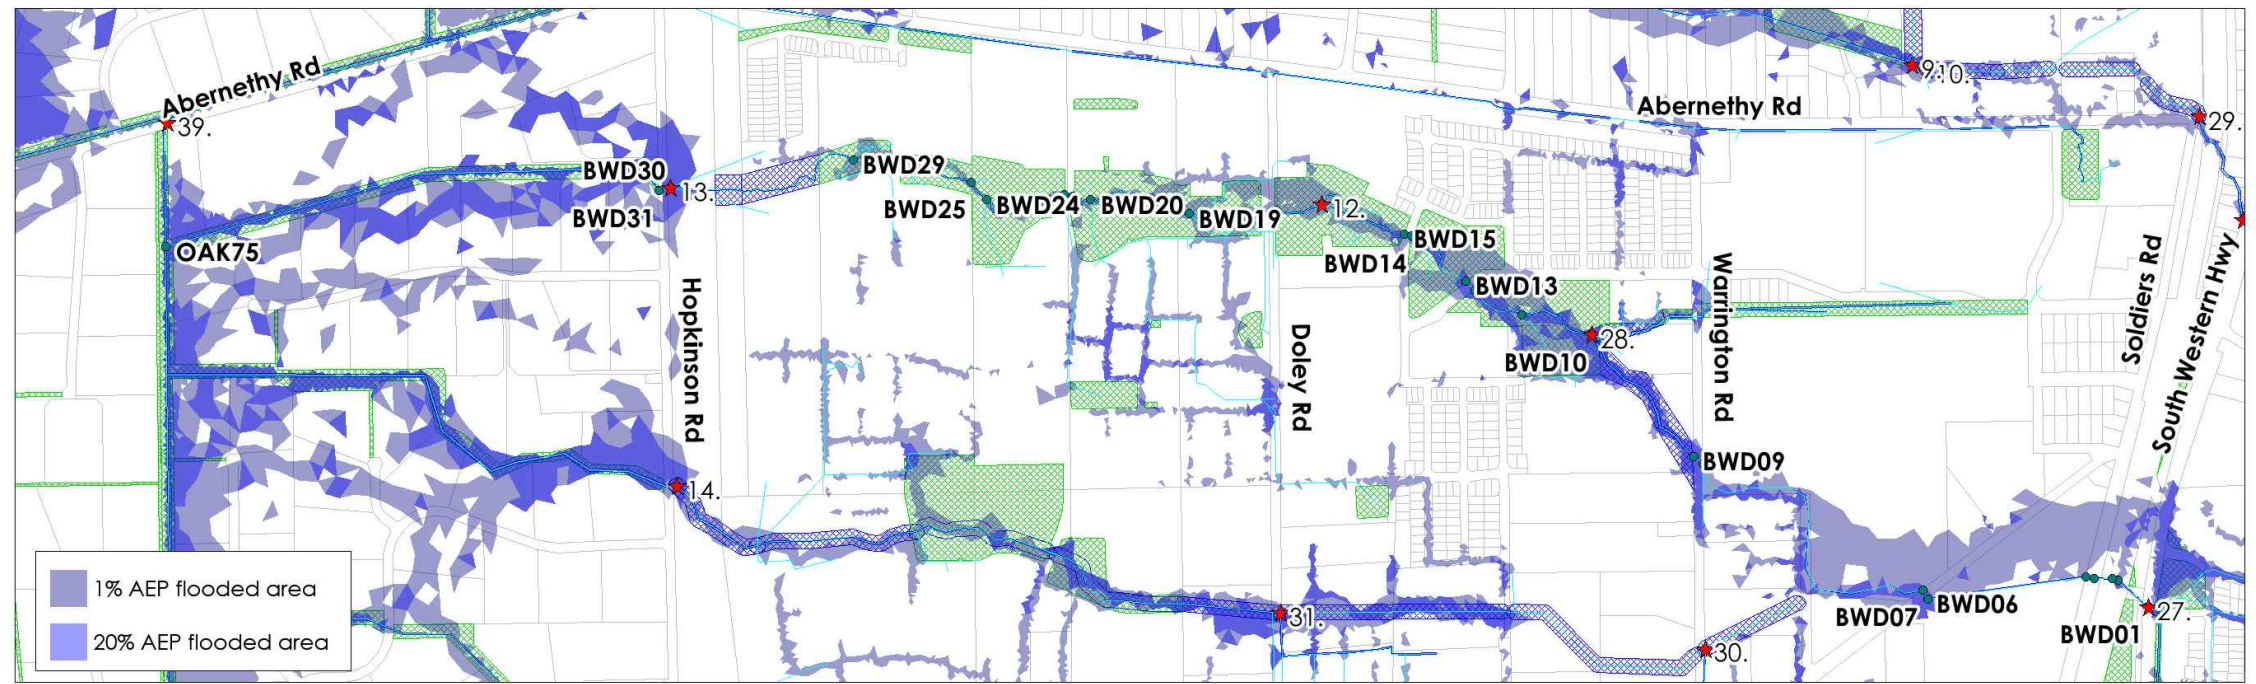 Abernethy Rd
39.
9.
10.
Abernethy Rd
29.
BWD30
13.
BWD31
BWD29
BWD25
BWD24
BWD20
BWD19
12.
BWD15
BWD14
OAK75
BWD13
28.
BWD10
Hopkinson Rd
Doley Rd
Warrington Rd
Soldiers Rd
South Western Hwy
BWD09
14.
31.
30.
BWD07
BWD06
BWD01
27.
1% AEP flooded area
20% AEP flooded area